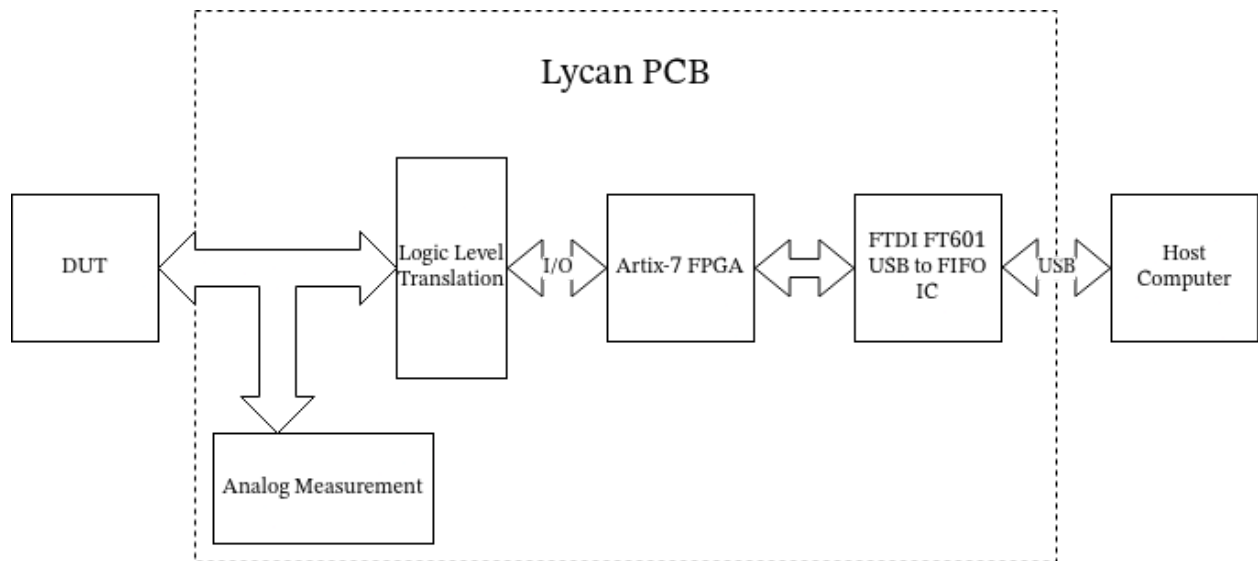 Lycan PCB
DUT
Logic Level
Translation
I/O
Artix-7 FPGA
FTDI FT601
USB to FIFO
IC
USB
Host
Computer
Analog Measurement